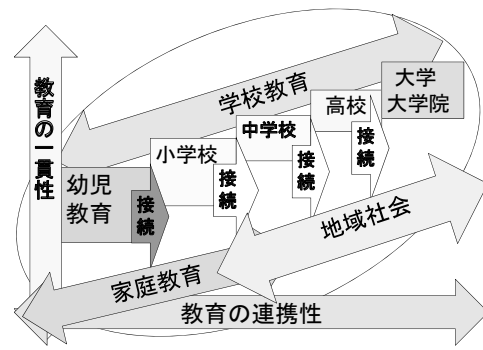 教育の一貫性
学校教育
大学
大学院
高校
接続
中学校
接続
小学校
接続
幼児
教育
接続
地域社会
家庭教育
教育の連携性